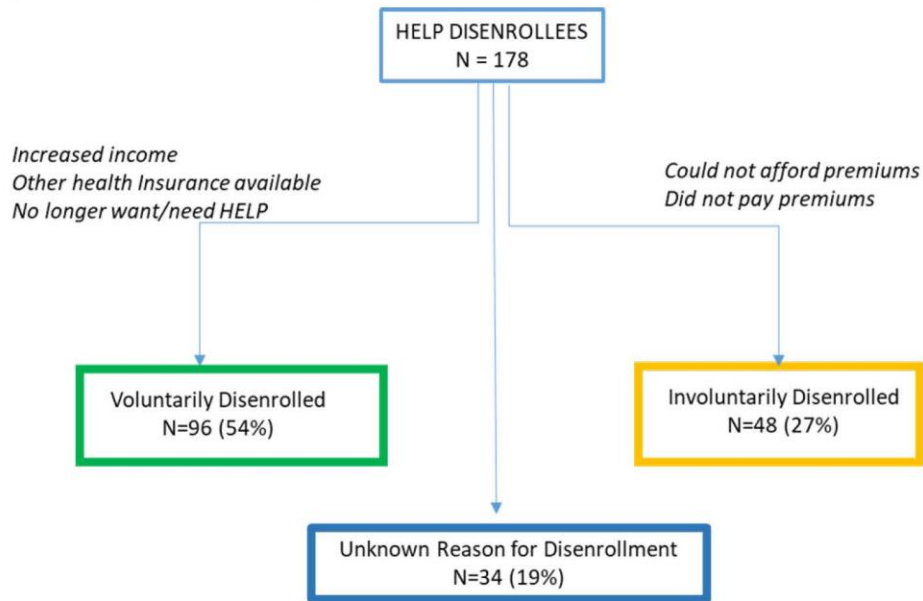 HELP DISENROLLEES
N = 178
Increased income
Other health Insurance available
No longer want/need HELP
Could not afford premiums
Did not pay premiums
Voluntarily Disenrolled
N=96 (54%)
Involuntarily Disenrolled
N=48 (27%)
Unknown Reason for Disenrollment
N=34 (19%)